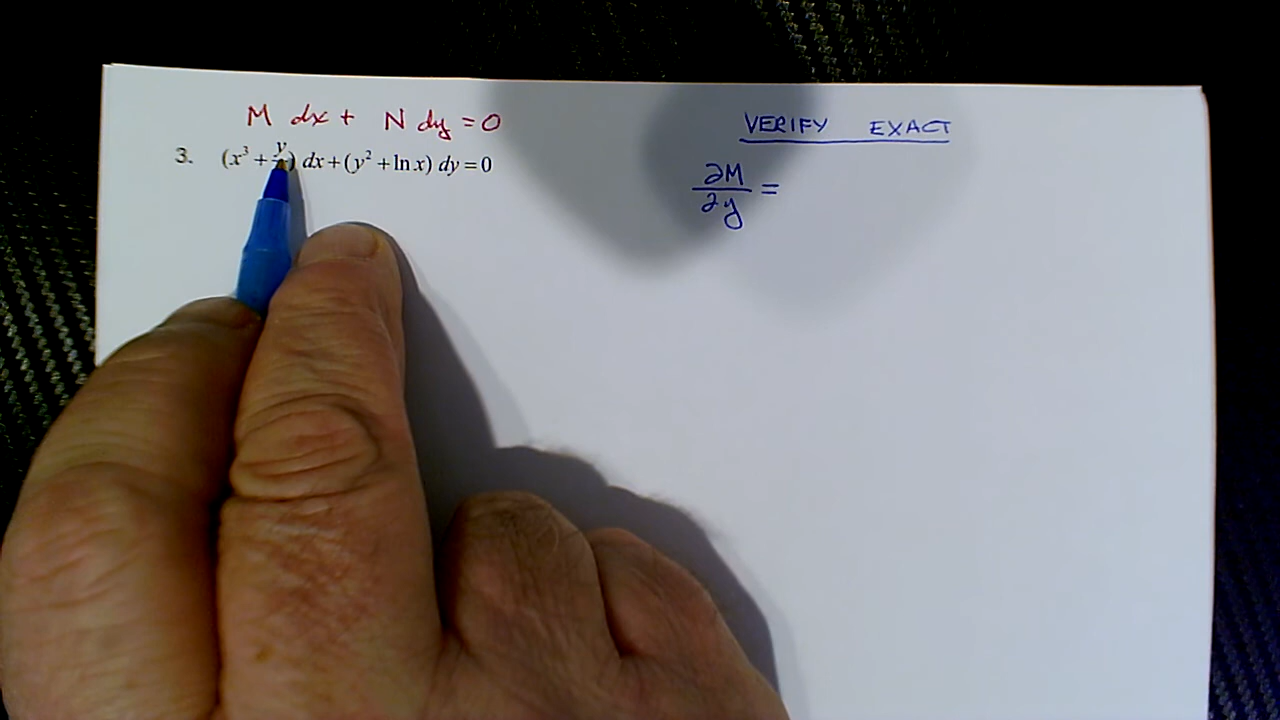 M dx + N dy = 0
3. (x³ + y/x) dx + (y² + ln x) dy = 0
VERIFY EXACT
∂M/∂y =